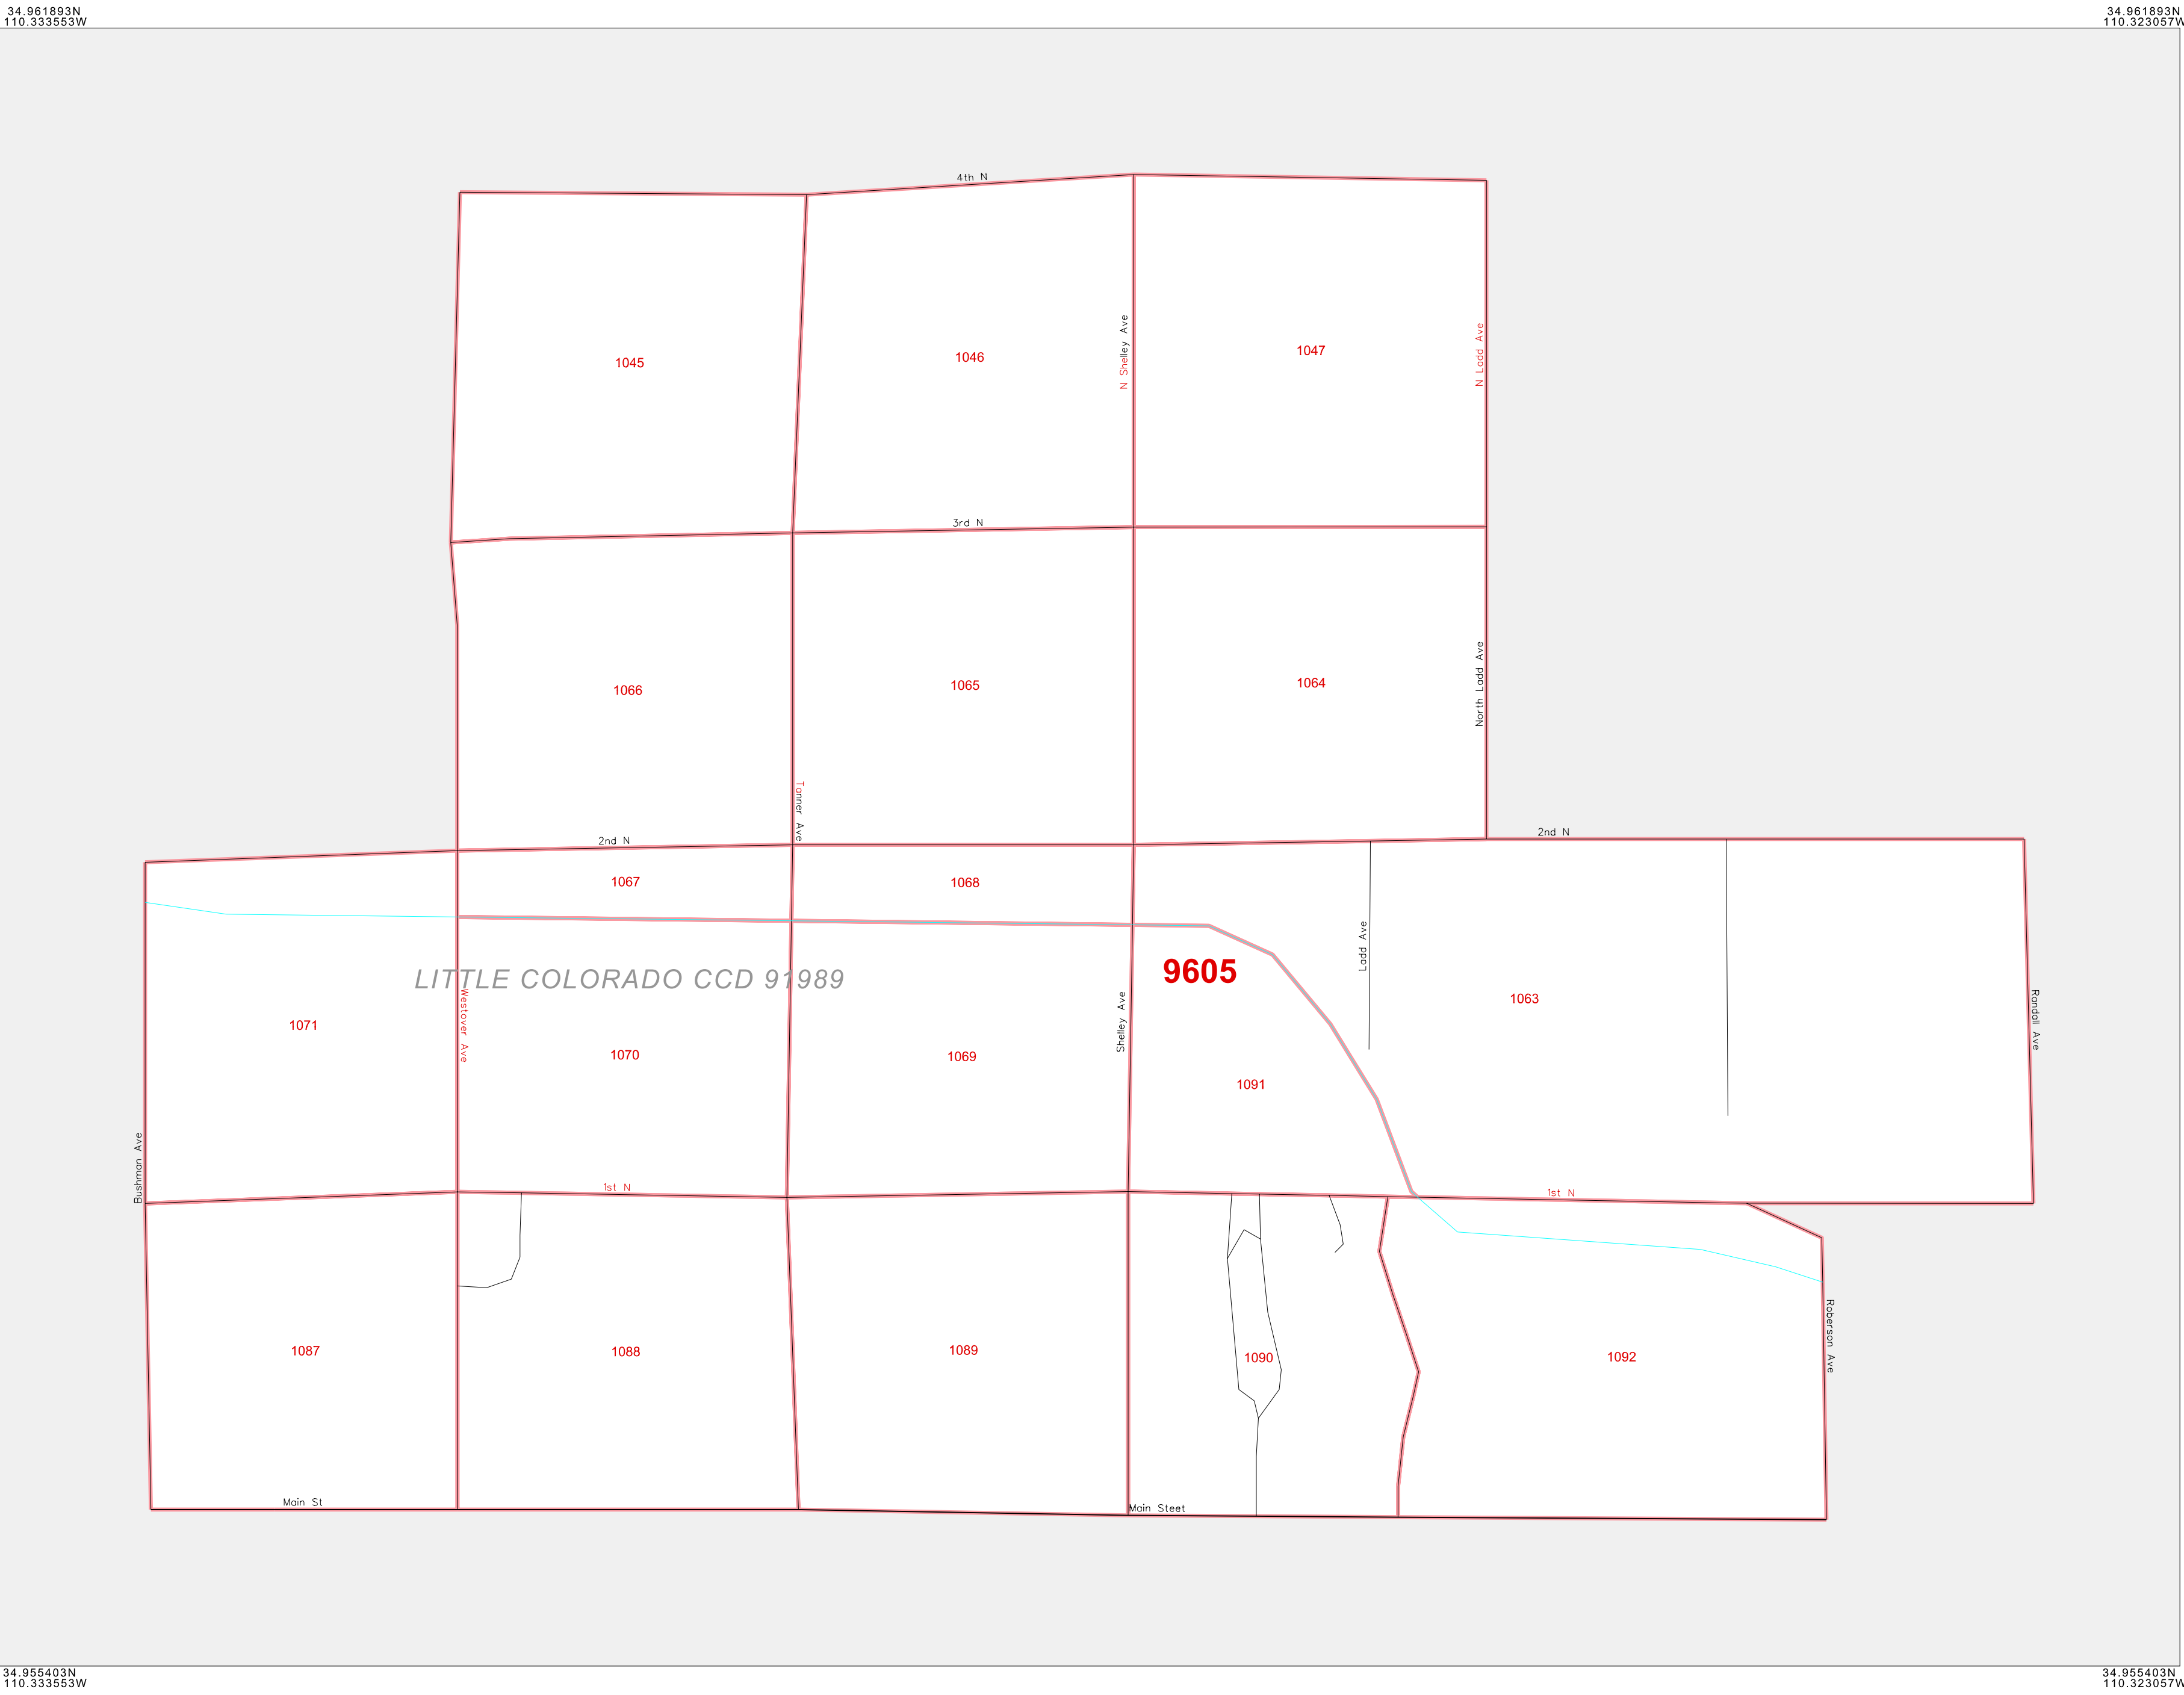 34.961893N
110.333553W
34.961893N
110.323057W
4th N
1045
1046
N Shelley Ave
1047
N Ladd Ave
3rd N
1066
1065
1064
North Ladd Ave
Tanner Ave
2nd N
2nd N
1067
1068
Ladd Ave
9605
LITTLE COLORADO CCD 91989
1063
Randall Ave
1071
Westover Ave
1070
1069
Shelley Ave
1091
Bushman Ave
1st N
1st N
1087
1088
1089
1090
1092
Roberson Ave
Main St
Main Steet
34.955403N
110.333553W
34.955403N
110.323057W